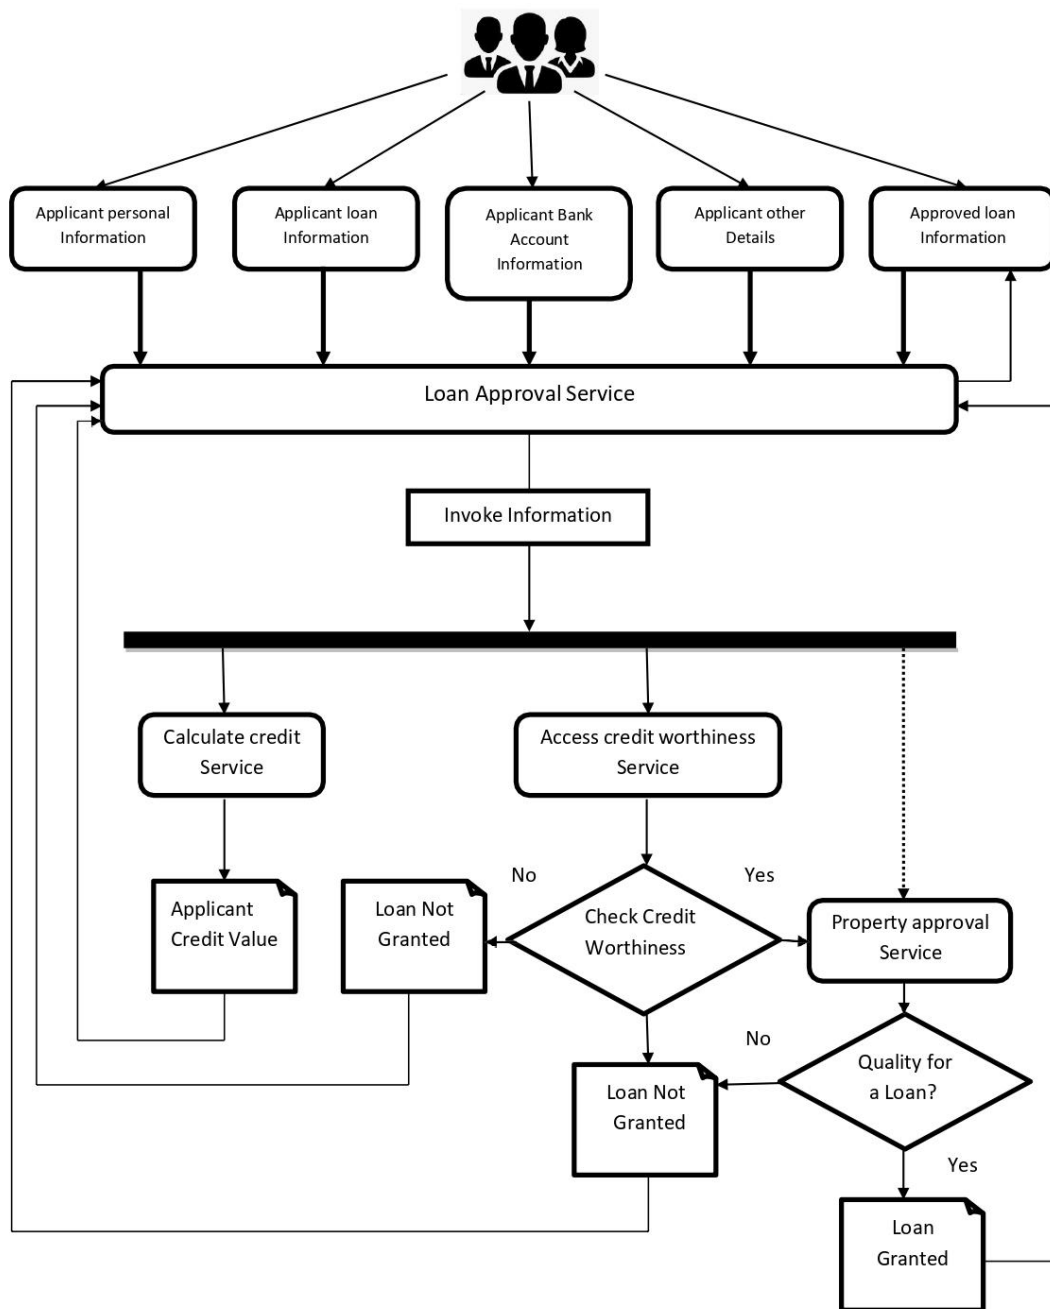 Applicant personal
Information
Applicant loan
Information
Applicant Bank
Account
Information
Applicant other
Details
Approved loan
Information
Loan Approval Service
Invoke Information
Calculate credit
Service
Access credit worthiness
Service
No
Yes
Applicant
Credit Value
Loan Not
Granted
Check Credit
Worthiness
Property approval
Service
No
Loan Not
Granted
Quality for
a Loan?
Yes
Loan
Granted